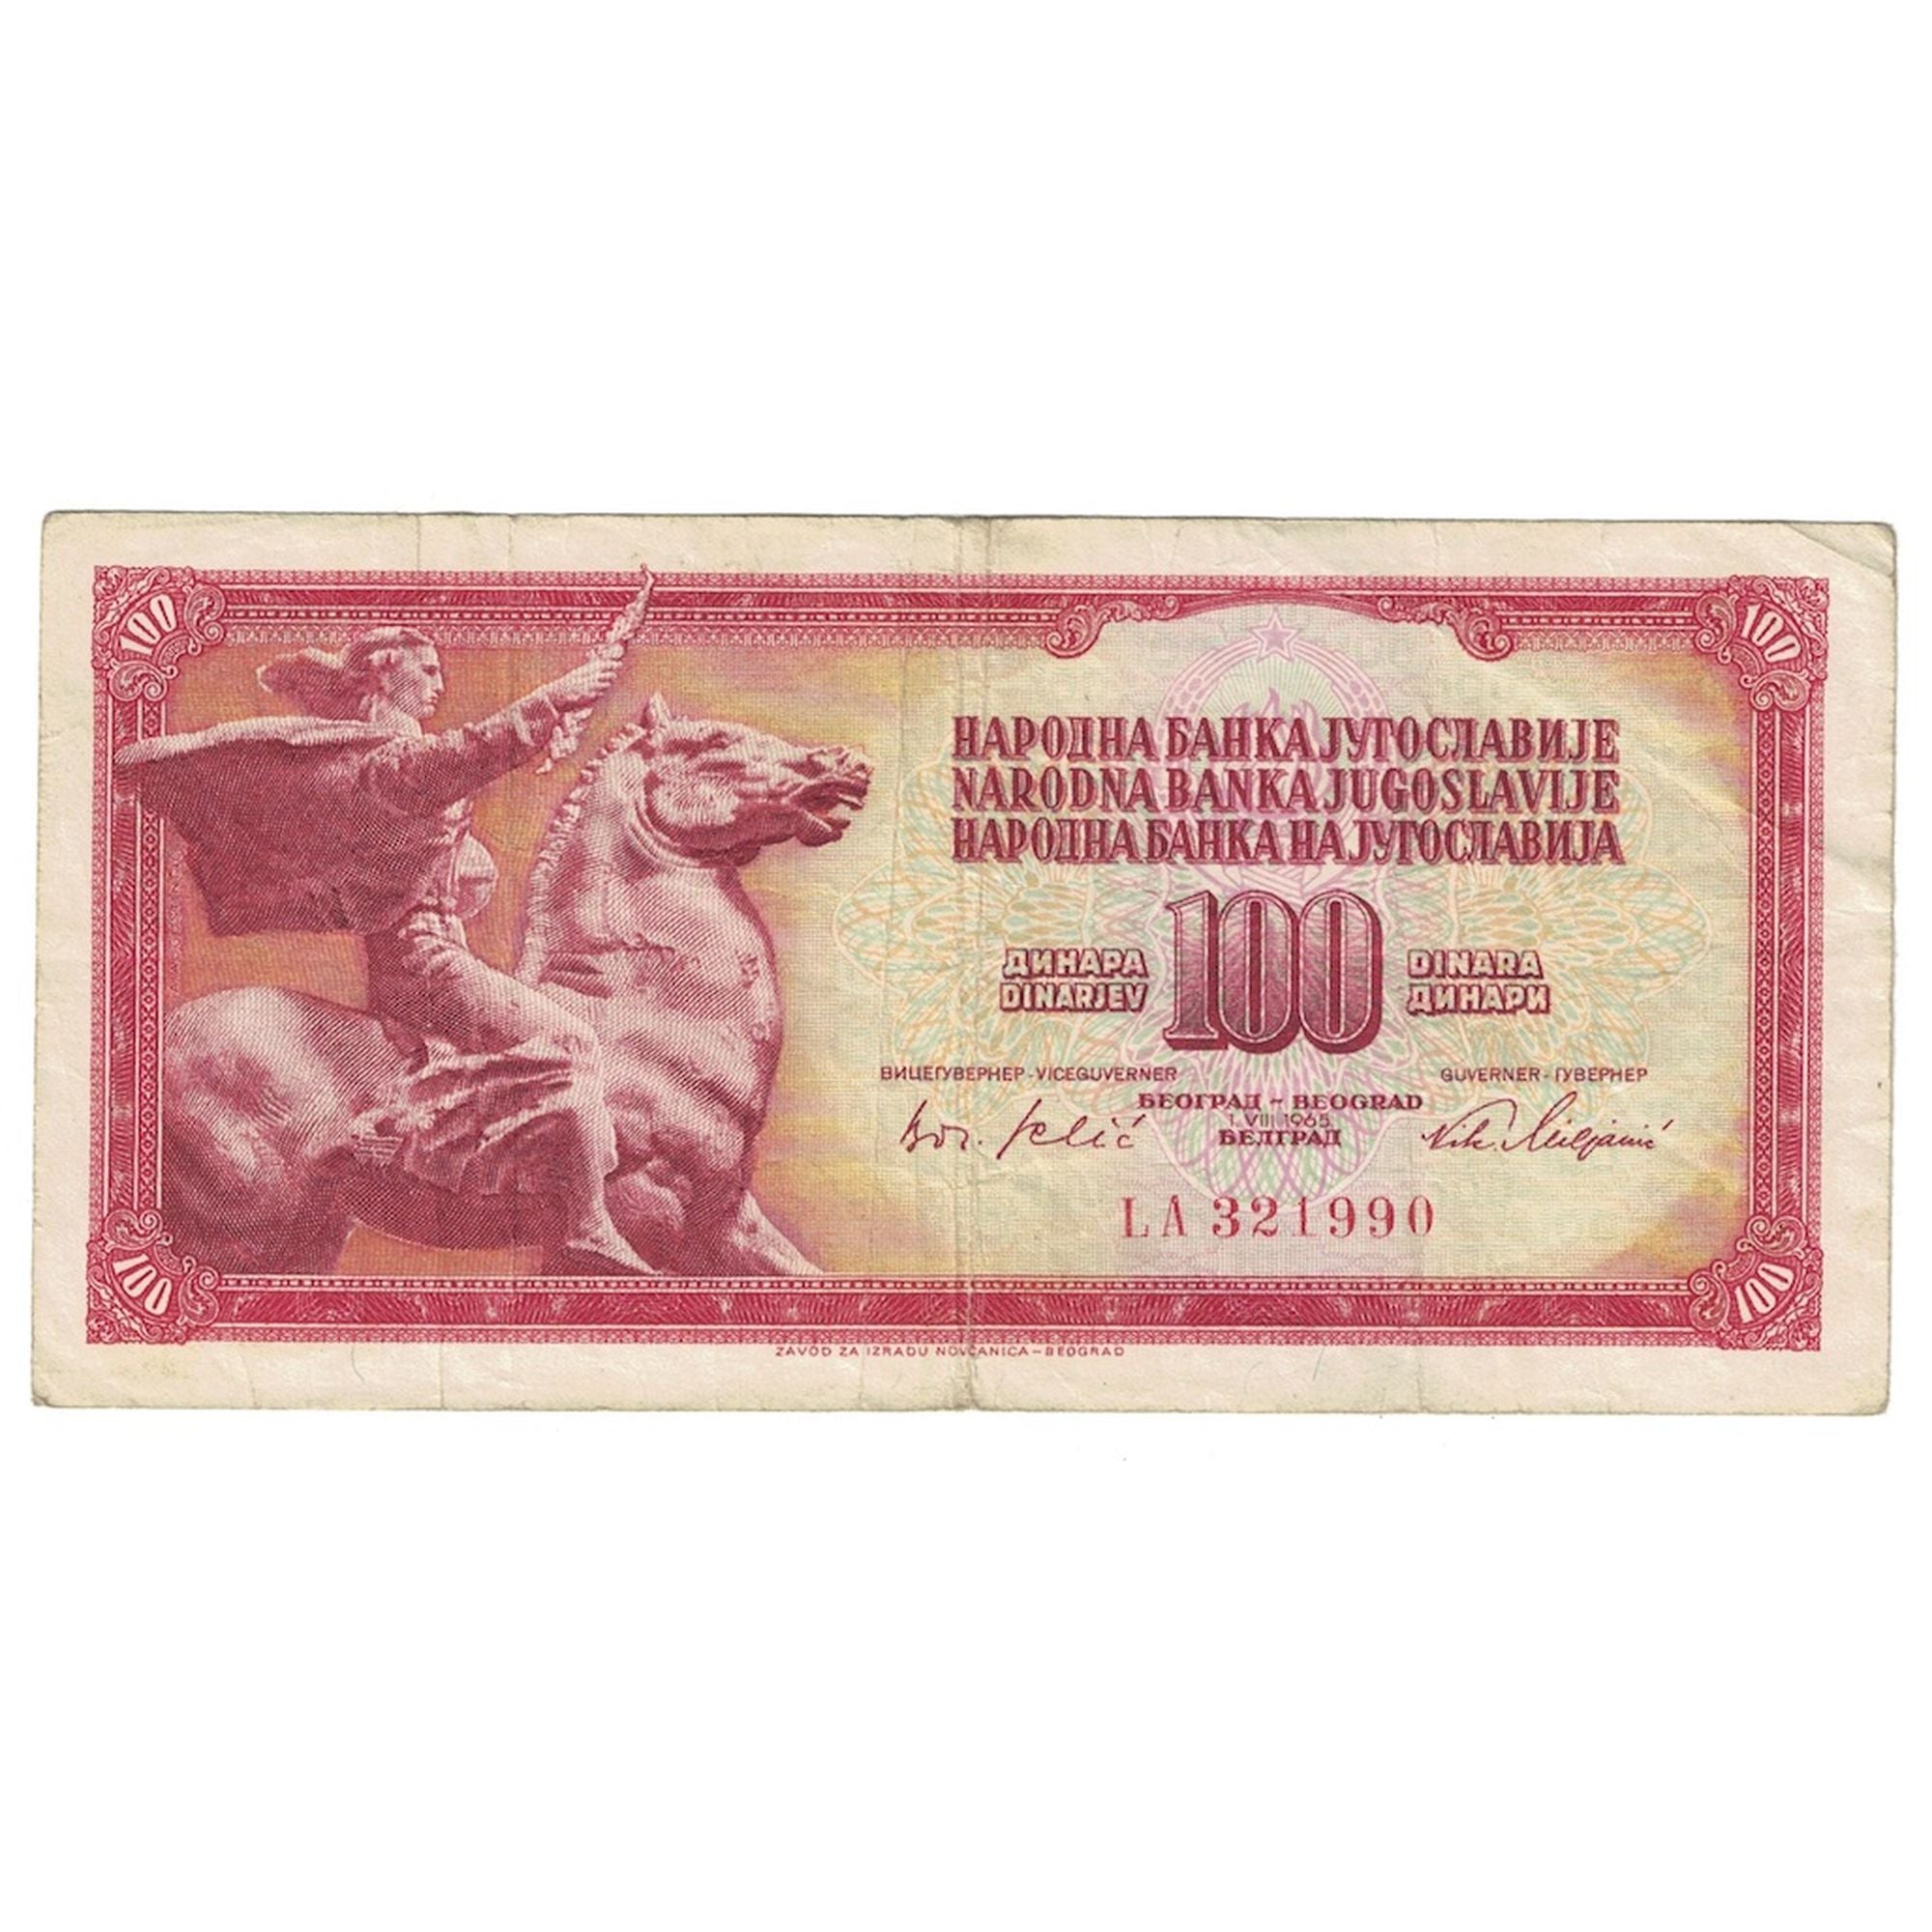 100
100
НАРОДНА БАНКА ЈУГОСЛАВИЈЕ
NARODNA BANKA JUGOSLAVIJE
НАРОДНА БАНКА НА ЈУГОСЛАВИЈА
ДИНАРА 100 DINARA
DINARJEV ДИНАРИ
ВИЦЕГУВЕРНЕР - VICEGUVERNER GUVERNER - ГУВЕРНЕР
БЕОГРАД - BEOGRAD
1. VIII 1965
БЕЛГРАД
LA 321990
100
100
ZAVOD ZA IZRADU NOVČANICA - BEOGRAD